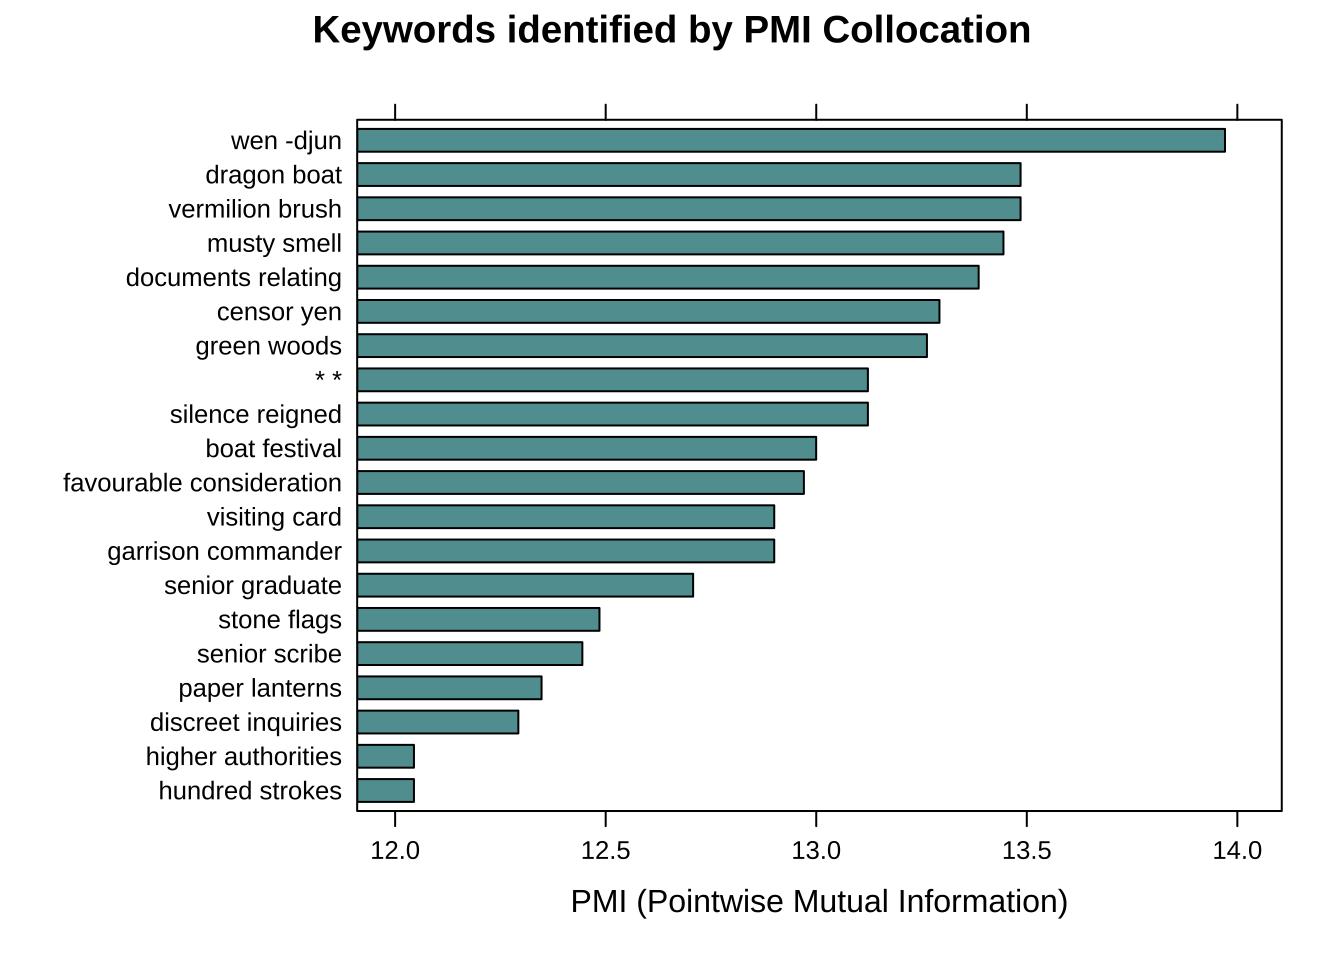 Keywords identified by PMI Collocation
wen -djun
dragon boat
vermilion brush
musty smell
documents relating
censor yen
green woods
* *
silence reigned
boat festival
favourable consideration
visiting card
garrison commander
senior graduate
stone flags
senior scribe
paper lanterns
discreet inquiries
higher authorities
hundred strokes
12.0 12.5 13.0 13.5 14.0
PMI (Pointwise Mutual Information)